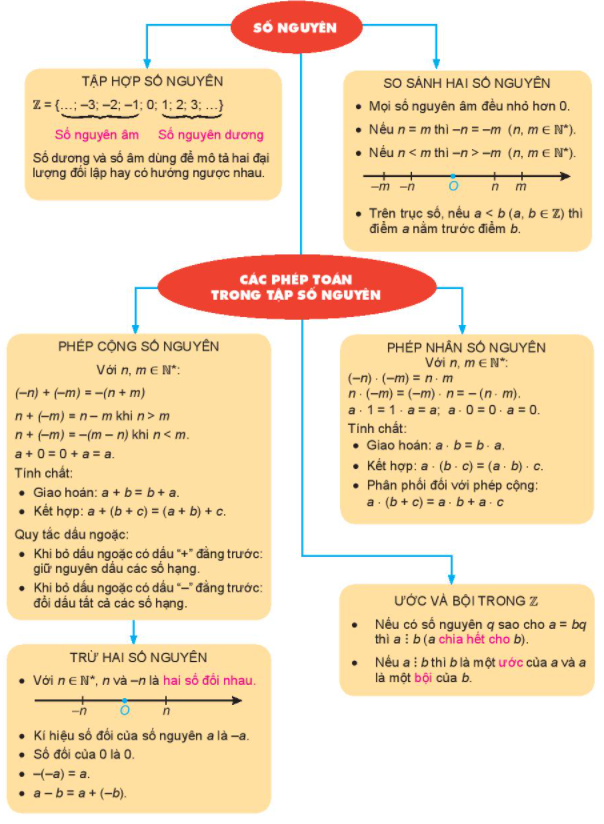 SỐ NGUYÊN
TẬP HỢP SỐ NGUYÊN
ℤ = {...; –3; –2; –1; 0; 1; 2; 3; ...}
Số nguyên âm Số nguyên dương
Số dương và số âm dùng để mô tả hai đại
lượng đối lập hay có hướng ngược nhau.
SO SÁNH HAI SỐ NGUYÊN
• Mọi số nguyên âm đều nhỏ hơn 0.
• Nếu n = m thì –n = –m (n, m ∈ ℕ*).
• Nếu n < m thì –n > –m (n, m ∈ ℕ*).
–m –n O n m
• Trên trục số, nếu a < b (a, b ∈ ℤ) thì
điểm a nằm trước điểm b.
CÁC PHÉP TOÁN
TRONG TẬP SỐ NGUYÊN
PHÉP CỘNG SỐ NGUYÊN
Với n, m ∈ ℕ*:
(–n) + (–m) = –(n + m)
n + (–m) = n – m khi n > m
n + (–m) = –(m – n) khi n < m.
a + 0 = 0 + a = a.
Tính chất:
• Giao hoán: a + b = b + a.
• Kết hợp: a + (b + c) = (a + b) + c.
Quy tắc dấu ngoặc:
• Khi bỏ dấu ngoặc có dấu “+” đằng trước:
giữ nguyên dấu các số hạng.
• Khi bỏ dấu ngoặc có dấu “–” đằng trước:
đổi dấu tất cả các số hạng.
PHÉP NHÂN SỐ NGUYÊN
Với n, m ∈ ℕ*:
(–n) · (–m) = n · m
n · (–m) = (–m) · n = – (n · m).
a · 1 = 1 · a = a; a · 0 = 0 · a = 0.
Tính chất:
• Giao hoán: a · b = b · a.
• Kết hợp: a · (b · c) = (a · b) · c.
• Phân phối đối với phép cộng:
a · (b + c) = a · b + a · c
TRỪ HAI SỐ NGUYÊN
• Với n ∈ ℕ*, n và –n là hai số đối nhau.
–n O n
• Kí hiệu số đối của số nguyên a là –a.
• Số đối của 0 là 0.
• –(–a) = a.
• a – b = a + (–b).
ƯỚC VÀ BỘI TRONG ℤ
• Nếu có số nguyên q sao cho a = bq
thì a ⋮ b (a chia hết cho b).
• Nếu a ⋮ b thì b là một ước của a và a
là một bội của b.